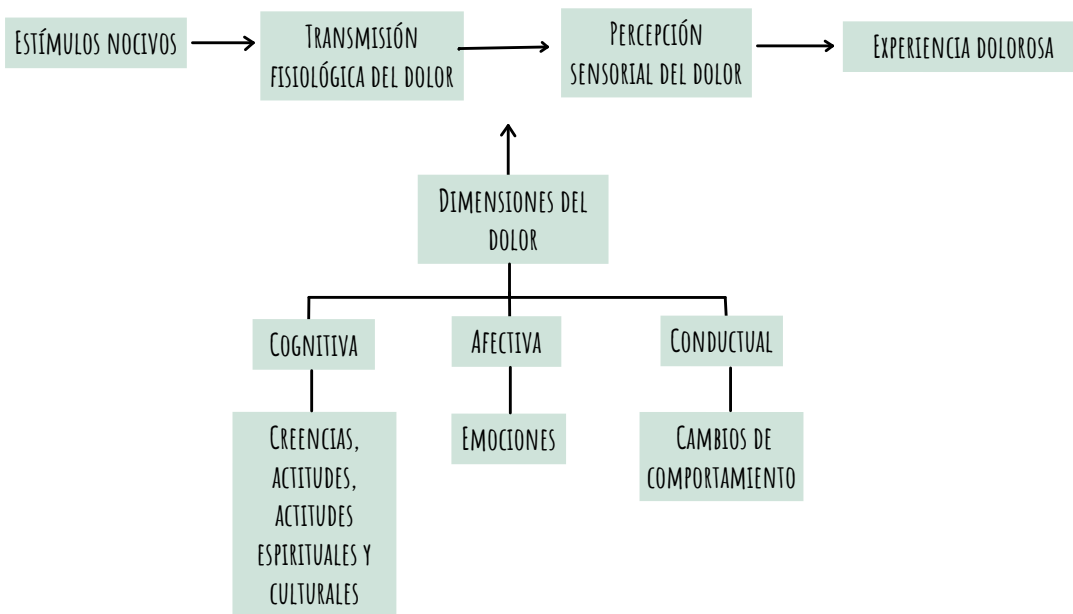 ESTÍMULOS NOCIVOS
TRANSMISIÓN
FISIOLÓGICA DEL DOLOR
PERCEPCIÓN
SENSORIAL DEL DOLOR
EXPERIENCIA DOLOROSA
DIMENSIONES DEL
DOLOR
COGNITIVA
AFECTIVA
CONDUCTUAL
CREENCIAS,
ACTITUDES,
ACTITUDES
ESPIRITUALES Y
CULTURALES
EMOCIONES
CAMBIOS DE
COMPORTAMIENTO